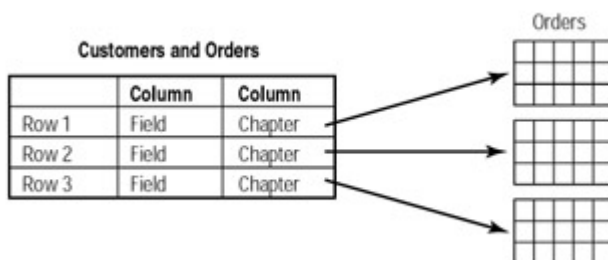 Orders
Customers and Orders
Column Column
Row 1 Field Chapter
Row 2 Field Chapter
Row 3 Field Chapter